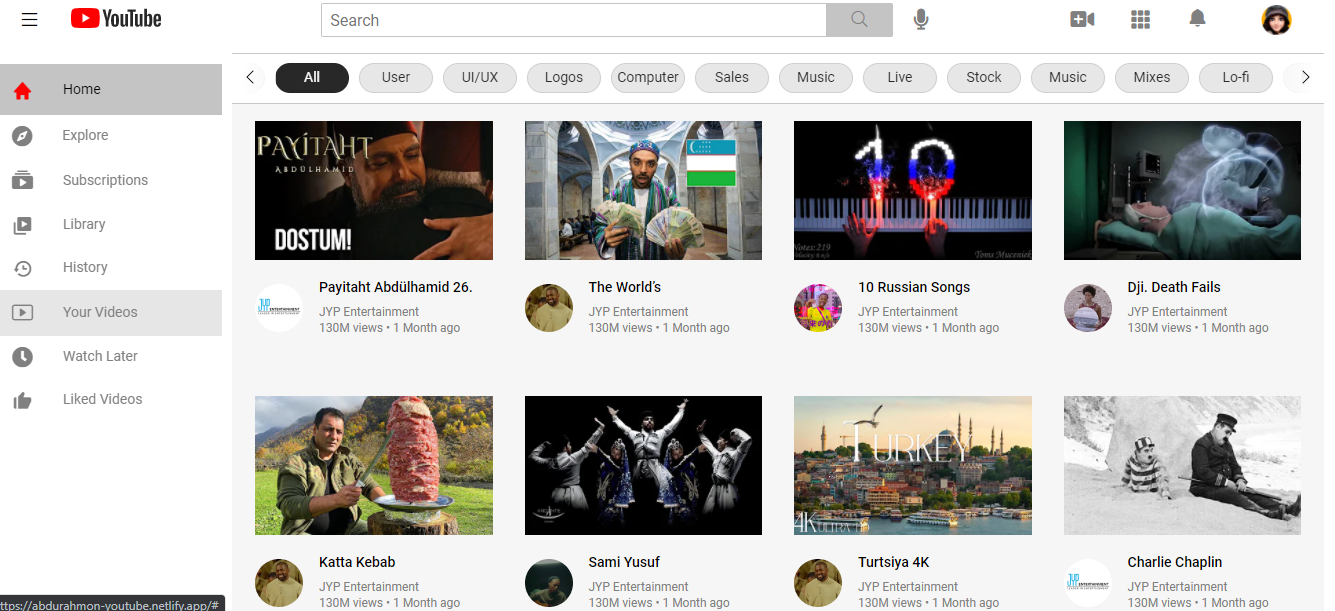 YouTube
Search
Home
Explore
Subscriptions
Library
History
Your Videos
Watch Later
Liked Videos
All
User
UI/UX
Logos
Computer
Sales
Music
Live
Stock
Music
Mixes
Lo-fi
PAYİTAHT
ABDÜLHAMİD
DOSTUM!
10
Notes:219
Toms Mucenieks
Payitaht Abdülhamid 26.
JYP Entertainment
130M views • 1 Month ago
The World's
JYP Entertainment
130M views • 1 Month ago
10 Russian Songs
JYP Entertainment
130M views • 1 Month ago
Dji. Death Fails
JYP Entertainment
130M views • 1 Month ago
TURKEY
4K ULTRA HD
Katta Kebab
JYP Entertainment
130M views • 1 Month ago
Sami Yusuf
JYP Entertainment
130M views • 1 Month ago
Turtsiya 4K
JYP Entertainment
130M views • 1 Month ago
Charlie Chaplin
JYP Entertainment
130M views • 1 Month ago
ttps://abdurahmon-youtube.netlify.app/#